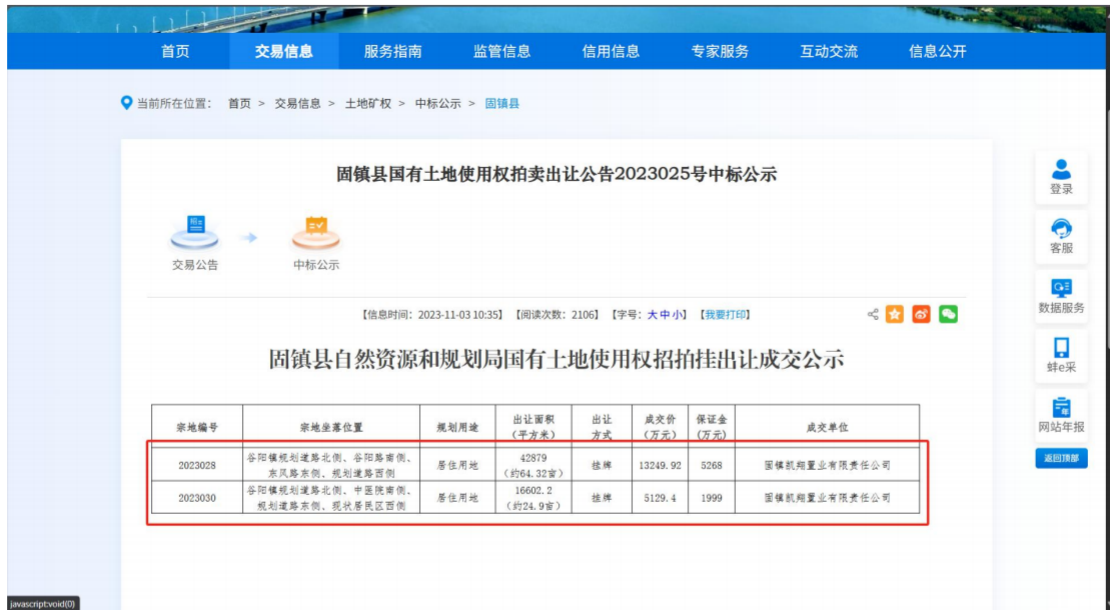 首页 交易信息 服务指南 监管信息 信用信息 专家服务 互动交流 信息公开
当前所在位置： 首页 > 交易信息 > 土地矿权 > 中标公示 > 固镇县
固镇县国有土地使用权拍卖出让公告2023025号中标公示
交易公告 中标公示
【信息时间：2023-11-03 10:35】 【阅读次数：2106】 【字号：大 中 小】 【我要打印】
固镇县自然资源和规划局国有土地使用权招拍挂出让成交公示
宗地编号 宗地坐落位置 规划用途 出让面积（平方米） 出让方式 成交价（万元） 保证金（万元） 成交单位
2023028 谷阳镇规划道路北侧、谷阳路南侧、东风路东侧、规划道路西侧 居住用地 42879（约64.32亩） 挂牌 13249.92 5268 固镇凯翔置业有限责任公司
2023030 谷阳镇规划道路北侧、中医院南侧、规划道路东侧、现状居民区西侧 居住用地 16602.2（约24.9亩） 挂牌 5129.4 1999 固镇凯翔置业有限责任公司
登录
客服
数据服务
蚌e采
网站年报
返回顶部
javascript:void(0)